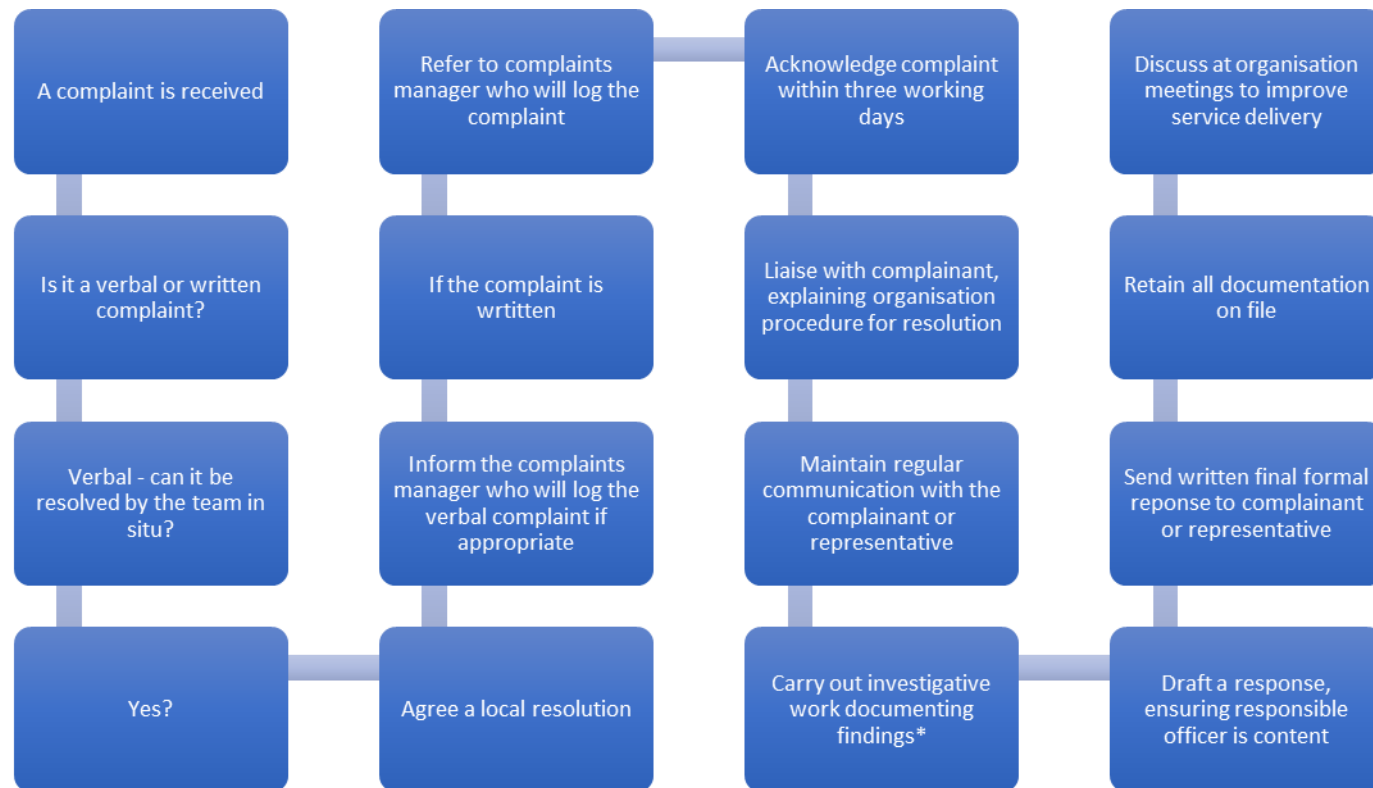 A complaint is received
Is it a verbal or written
complaint?
Verbal - can it be
resolved by the team in
situ?
Yes?
Agree a local resolution
Inform the complaints
manager who will log the
verbal complaint if
appropriate
If the complaint is
wrtitten
Refer to complaints
manager who will log the
complaint
Acknowledge complaint
within three working
days
Liaise with complainant,
explaining organisation
procedure for resolution
Maintain regular
communication with the
complainant or
representative
Carry out investigative
work documenting
findings*
Draft a response,
ensuring responsible
officer is content
Send written final formal
reponse to complainant
or representative
Retain all documentation
on file
Discuss at organisation
meetings to improve
service delivery